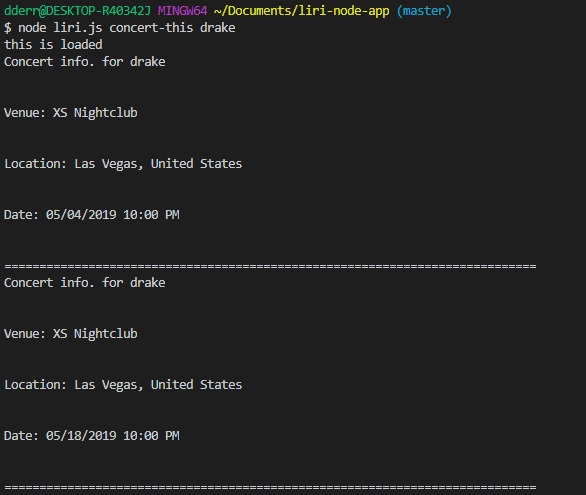 dderr@DESKTOP-R40342J MINGW64 ~/Documents/liri-node-app (master)
$ node liri.js concert-this drake
this is loaded
Concert info. for drake
Venue: XS Nightclub
Location: Las Vegas, United States
Date: 05/04/2019 10:00 PM
============================================================================
Concert info. for drake
Venue: XS Nightclub
Location: Las Vegas, United States
Date: 05/18/2019 10:00 PM
============================================================================